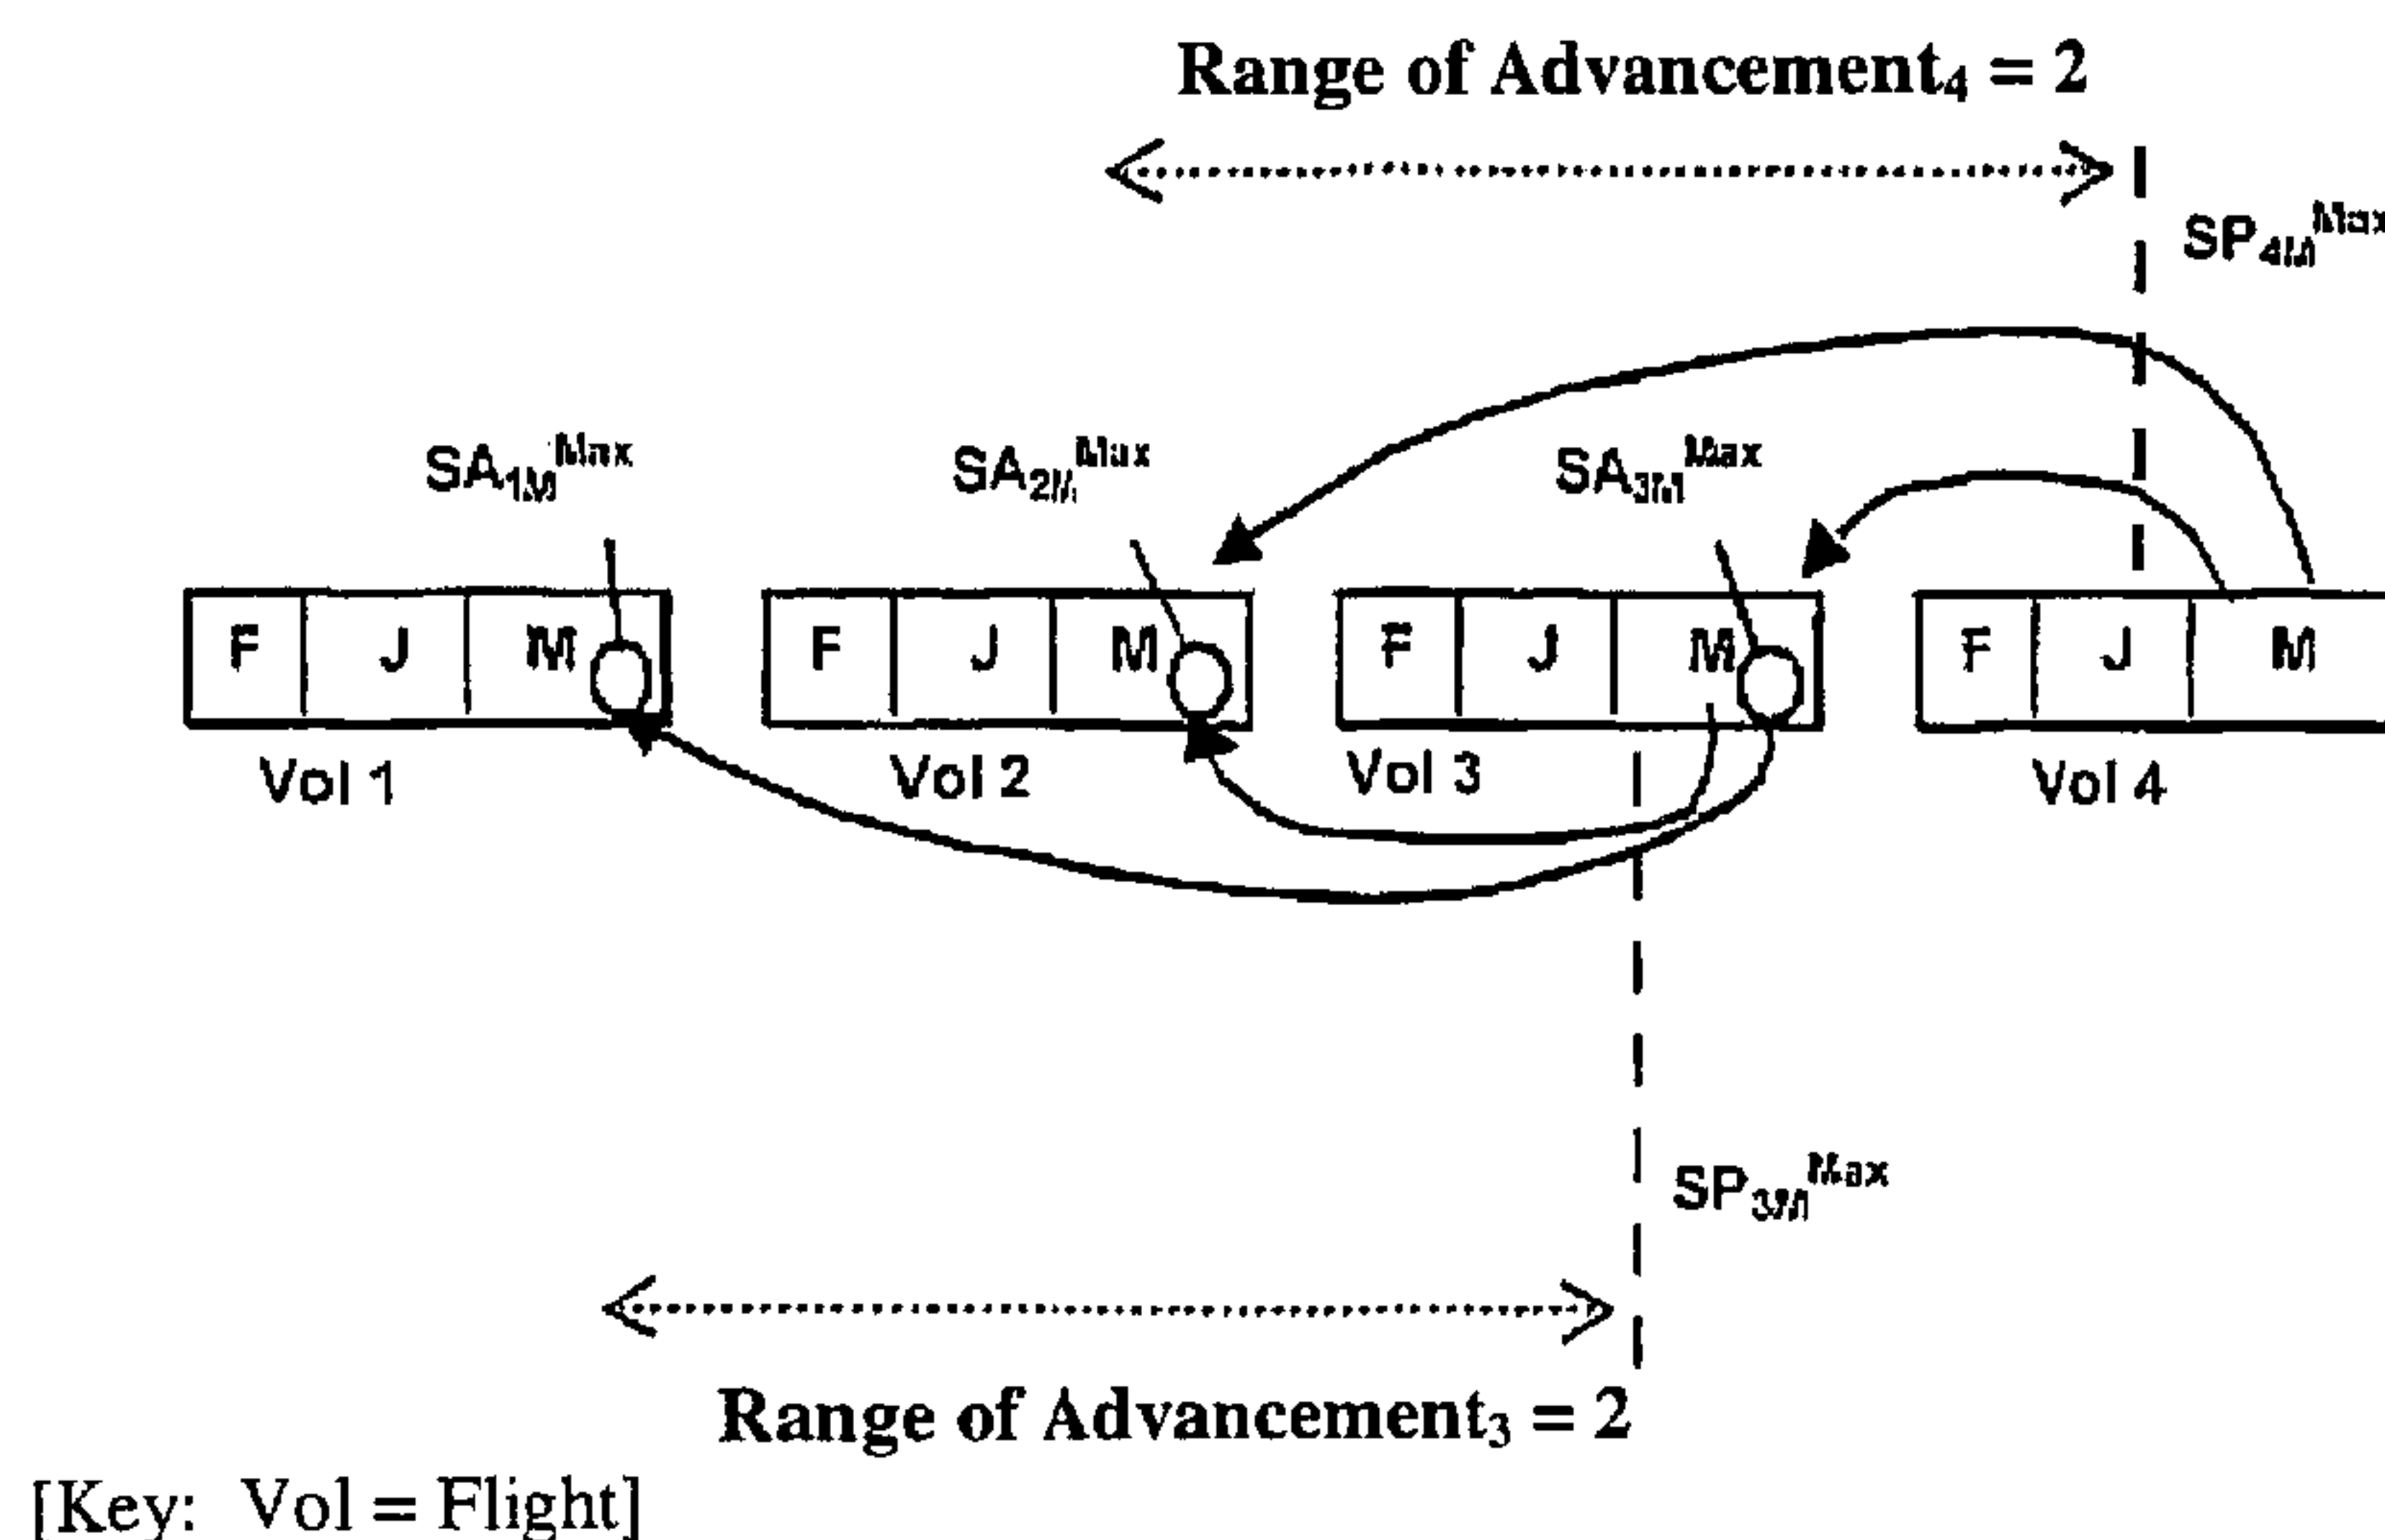 Range of Advancement₄ = 2
SP₄ₘ Max
SA₁ₘ Max SA₂ₘ Max SA₃ₘ Max
F J M F J M F J M F J M
Vol 1 Vol 2 Vol 3 Vol 4
SP₃ₘ Max
Range of Advancement₃ = 2
[Key: Vol = Flight]